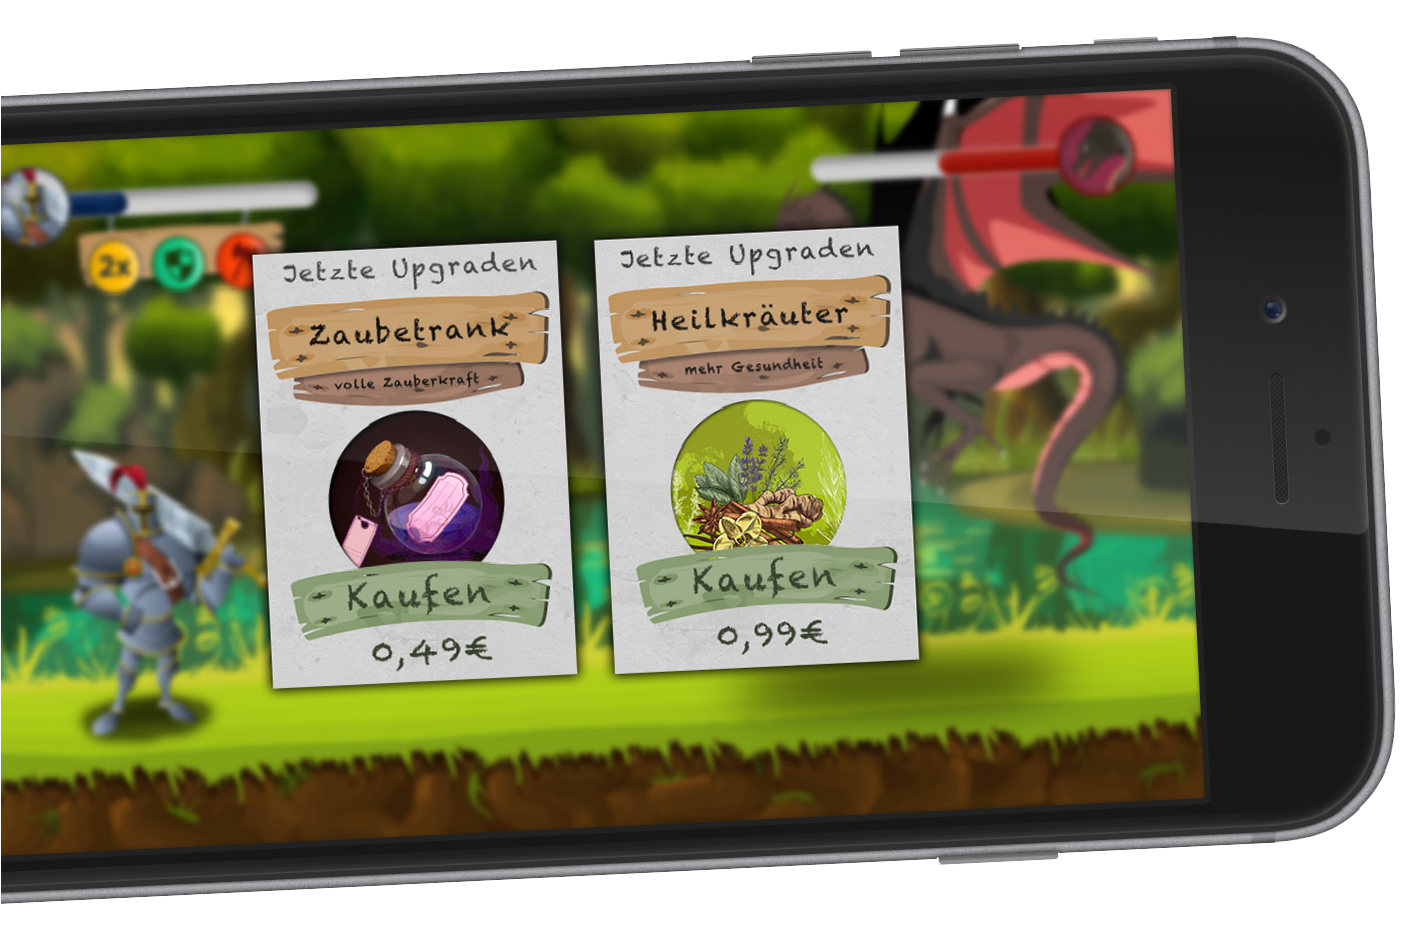 2x
Jetzte Upgraden
Zaubetrank
volle Zauberkraft
Kaufen
0,49€
Jetzte Upgraden
Heilkräuter
mehr Gesundheit
Kaufen
0,99€